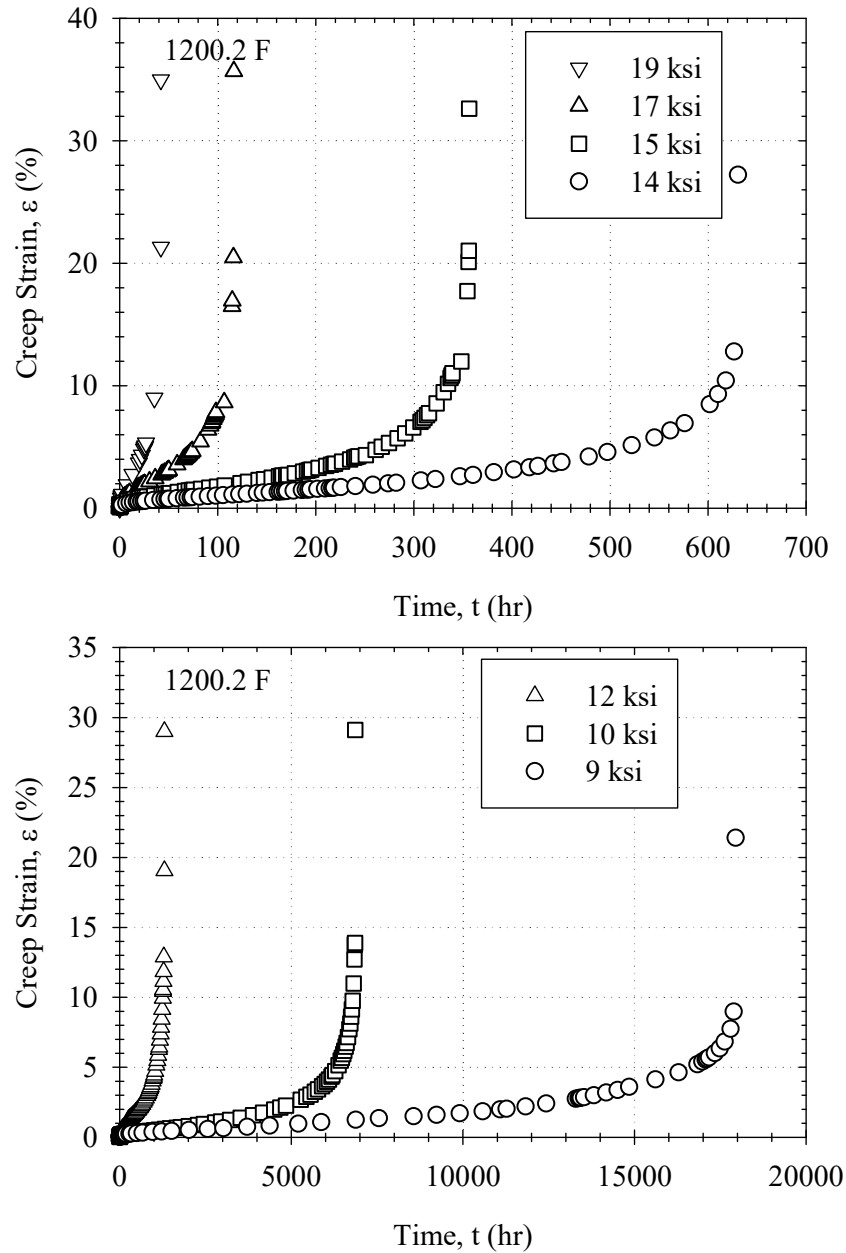 40
1200.2 F
19 ksi
17 ksi
15 ksi
14 ksi
30
20
10
0
Creep Strain, ε (%)
0 100 200 300 400 500 600 700
Time, t (hr)
35
1200.2 F
12 ksi
10 ksi
9 ksi
30
25
20
15
10
5
0
Creep Strain, ε (%)
0 5000 10000 15000 20000
Time, t (hr)